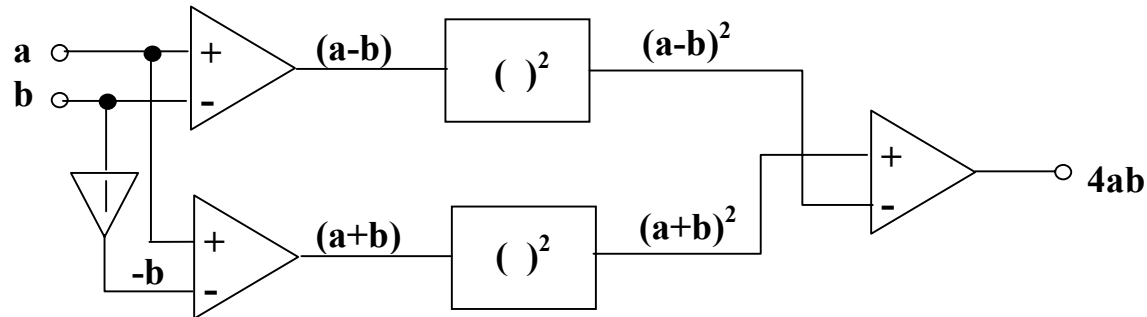 a
b
+
-
(a-b)
( )²
(a-b)²
+
-
4ab
-b
+
-
(a+b)
( )²
(a+b)²